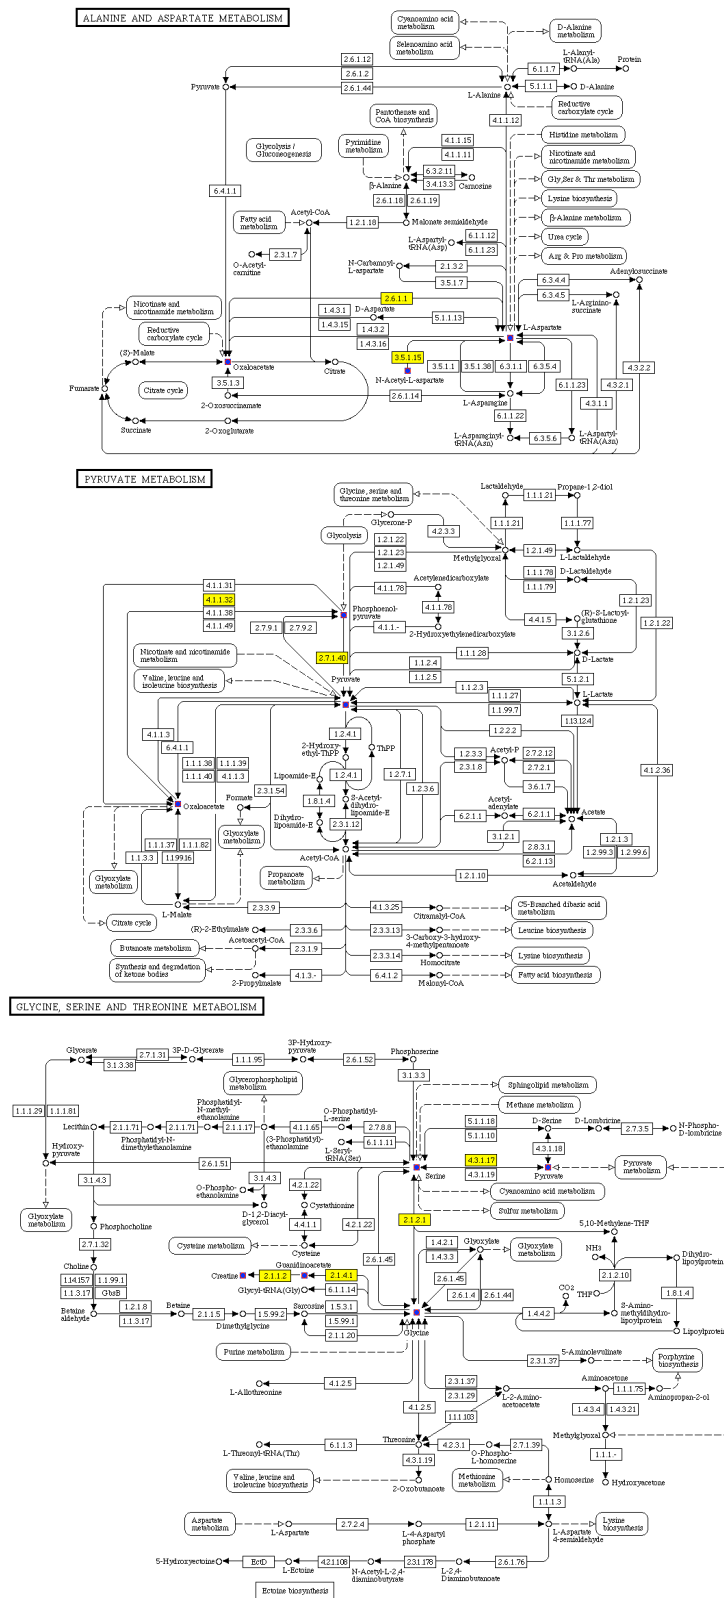 ALANINE AND ASPARTATE METABOLISM
Cyanoamino acid
metabolism
Selenoamino acid
metabolism
D-Alanine
metabolism
2.6.1.12
2.6.1.2
2.6.1.44
Pyruvate
L-Alanine
L-Alanyl-
tRNA(Ala)
Protein
6.1.1.7
5.1.1.1
D-Alanine
Reductive
carboxylate cycle
Pantothenate and
CoA biosynthesis
4.1.1.12
Glycolysis /
Gluconeogenesis
Pyrimidine
metabolism
4.1.1.15
4.1.1.11
Histidine metabolism
Nicotinate and
nicotinamide metabolism
β-Alanine
6.3.2.11
3.4.13.3
Carnosine
Gly,Ser & Thr metabolism
6.4.1.1
2.6.1.18
2.6.1.19
Lysine biosynthesis
Fatty acid
metabolism
Acetyl-CoA
1.2.1.18
Malonate semialdehyde
β-Alanine metabolism
Urea cycle
L-Aspartyl-
tRNA(Asp)
6.1.1.12
6.1.1.23
Arg & Pro metabolism
O-Acetyl-
carnitine
2.3.1.7
N-Carbamoyl-
L-aspartate
2.1.3.2
3.5.1.7
Adenylosuccinate
6.3.4.4
6.3.4.5
L-Arginino-
succinate
Nicotinate and
nicotinamide metabolism
2.6.1.1
D-Aspartate
1.4.3.1
1.4.3.15
5.1.1.13
Reductive
carboxylate cycle
1.4.3.2
1.4.3.16
L-Aspartate
(S)-Malate
Oxaloacetate
Citrate
3.5.1.15
N-Acetyl-L-aspartate
3.5.1.1
3.5.1.38
6.3.1.1
6.3.5.4
4.3.2.2
Fumarate
Citrate cycle
3.5.1.3
2-Oxosuccinamate
2.6.1.14
L-Asparagine
6.1.1.23
4.3.2.1
4.3.1.1
6.1.1.22
Succinate
2-Oxoglutarate
L-Asparaginyl-
tRNA(Asn)
6.3.5.6
L-Aspartyl-
tRNA(Asn)
PYRUVATE METABOLISM
Glycine, serine and
threonine metabolism
Lactaldehyde
Propane-1,2-diol
1.1.1.21
Glycolysis
Glycerone-P
4.2.3.3
1.1.1.21
1.1.1.77
1.2.1.22
1.2.1.23
1.2.1.49
Methylglyoxal
1.2.1.49
L-Lactaldehyde
1.1.1.78
1.1.1.79
D-Lactaldehyde
4.1.1.31
4.1.1.32
4.1.1.38
4.1.1.49
4.1.1.78
Acetylenedicarboxylate
4.1.1.78
1.2.1.23
1.2.1.22
Phosphoenol-
pyruvate
4.1.1.-
2-Hydroxyethylenedicarboxylate
4.4.1.5
(R)-S-Lactoyl-
glutathione
2.7.9.1
2.7.9.2
3.1.2.6
Nicotinate and nicotinamide
metabolism
2.7.1.40
1.1.1.28
D-Lactate
1.1.2.4
1.1.2.5
Valine, leucine and
isoleucine biosynthesis
Pyruvate
5.1.2.1
1.1.2.3
1.1.1.27
1.1.99.7
L-Lactate
1.13.12.4
4.1.1.3
6.4.1.1
1.2.4.1
1.2.2.2
2-Hydroxy-
ethyl-ThPP
ThPP
1.1.1.38
1.1.1.39
1.1.1.40
4.1.1.3
Lipoamide-E
1.2.4.1
1.2.7.1
1.2.3.6
1.2.3.3
2.3.1.8
Acetyl-P
2.7.2.12
2.7.2.1
3.6.1.7
4.1.2.36
2.3.1.54
1.8.1.4
S-Acetyl-
dihydro-
lipoamide-E
Oxaloacetate
Formate
Dihydro-
lipoamide-E
2.3.1.12
6.2.1.1
Acetyl-
adenylate
6.2.1.1
Acetate
Glyoxylate
metabolism
1.1.1.37
1.1.1.82
1.1.3.3
1.1.99.16
Acetyl-CoA
3.1.2.1
2.8.3.1
6.2.1.13
1.2.1.3
1.2.99.3
1.2.99.6
Glyoxylate
metabolism
Propanoate
metabolism
1.2.1.10
Acetaldehyde
Citrate cycle
L-Malate
2.3.3.9
4.1.3.25
Citramalyl-CoA
C5-Branched dibasic acid
metabolism
(R)-2-Ethylmalate
2.3.3.6
2.3.3.13
3-Carboxy-3-hydroxy-
4-methylpentanoate
Leucine biosynthesis
Butanoate metabolism
Acetoacetyl-CoA
2.3.1.9
2.3.3.14
Homocitrate
Lysine biosynthesis
Synthesis and degradation
of ketone bodies
2-Propylmalate
4.1.3.-
6.4.1.2
Malonyl-CoA
Fatty acid biosynthesis
GLYCINE, SERINE AND THREONINE METABOLISM
Glycerate
2.7.1.31
3.1.3.38
3P-D-Glycerate
1.1.1.95
3P-Hydroxy-
pyruvate
2.6.1.52
Phosphoserine
3.1.3.3
Glycerophospholipid
metabolism
Sphingolipid metabolism
Methane metabolism
1.1.1.29
1.1.1.81
Lecithin
2.1.1.71
2.1.1.71
Phosphatidyl-
N-methyl-
ethanolamine
2.1.1.17
4.1.1.65
O-Phosphatidyl-
L-serine
2.7.8.8
5.1.1.18
5.1.1.10
D-Serine
D-Lombricine
2.7.3.5
N-Phospho-
D-lombricine
Phosphatidyl-N-
dimethylethanolamine
(3-Phosphatidyl)-
ethanolamine
6.1.1.11
L-Seryl-
tRNA(Ser)
4.3.1.18
Hydroxy-
pyruvate
2.6.1.51
Serine
4.3.1.17
4.3.1.19
Pyruvate
Pyruvate
metabolism
3.1.4.3
O-Phospho-
ethanolamine
3.1.4.3
4.2.1.22
Cystathionine
Cyanoamino acid metabolism
Sulfur metabolism
Glyoxylate
metabolism
D-1,2-Diacyl-
glycerol
4.4.1.1
4.2.1.22
2.1.2.1
Phosphocholine
Cysteine metabolism
Cysteine
5,10-Methylene-THF
2.7.1.32
1.4.2.1
1.4.3.3
Glyoxylate
Glyoxylate
metabolism
NH3
Dihydro-
lipoylprotein
Choline
Creatine
2.1.1.2
Guanidinoacetate
2.1.4.1
2.6.1.45
2.6.1.45
2.1.2.10
1.14.15.7
1.1.99.1
1.1.3.17
GbsB
Glycyl-tRNA(Gly)
6.1.1.14
2.6.1.4
2.6.1.44
CO2
THF
1.8.1.4
Betaine
aldehyde
1.2.1.8
1.1.3.17
Betaine
2.1.1.5
Dimethylglycine
1.5.99.2
Sarcosine
1.5.3.1
1.5.99.1
2.1.1.20
Glycine
1.4.4.2
S-Amino-
methyldihydro-
lipoylprotein
Lipoylprotein
Purine metabolism
2.3.1.37
5-Aminolevulinate
Porphyrine
biosynthesis
L-Allothreonine
4.1.2.5
2.3.1.37
2.3.1.29
L-2-Amino-
acetoacetate
Aminoacetone
1.1.1.75
Aminopropan-2-ol
4.1.2.5
1.1.1.103
1.4.3.4
1.4.3.21
L-Threonyl-tRNA(Thr)
6.1.1.3
Threonine
4.2.3.1
O-Phospho-
L-homoserine
2.7.1.39
Methylglyoxal
4.3.1.19
1.1.1.-
Valine, leucine and
isoleucine biosynthesis
2-Oxobutanoate
Methionine
metabolism
Homoserine
Hydroxyacetone
1.1.1.3
Aspartate
metabolism
L-Aspartate
2.7.2.4
L-4-Aspartyl
phosphate
1.2.1.11
L-Aspartate
4-semialdehyde
Lysine
biosynthesis
5-Hydroxyectoine
EctD
L-Ectoine
4.2.1.108
N-Acetyl-L-2,4-
diaminobutyrate
2.3.1.178
L-2,4-
Diaminobutanoate
2.6.1.76
Ectoine biosynthesis